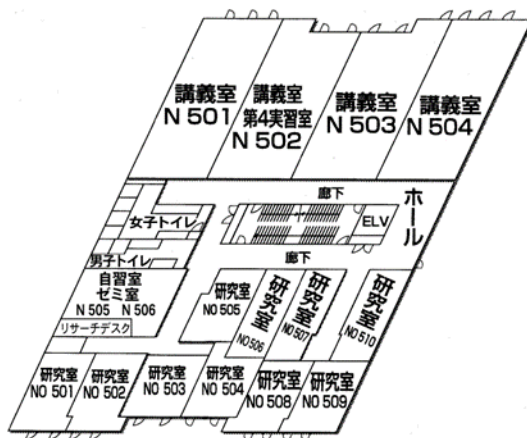 講義室
N 501
講義室
第4実習室
N 502
講義室
N 503
講義室
N 504
廊下
ホール
女子トイレ
ELV
男子トイレ
廊下
自習室
ゼミ室
N 505 N 506
リサーチデスク
研究室
NO 505
研究室
NO 506
研究室
NO 507
研究室
NO 510
研究室
NO 501
研究室
NO 502
研究室
NO 503
研究室
NO 504
研究室
NO 508
研究室
NO 509